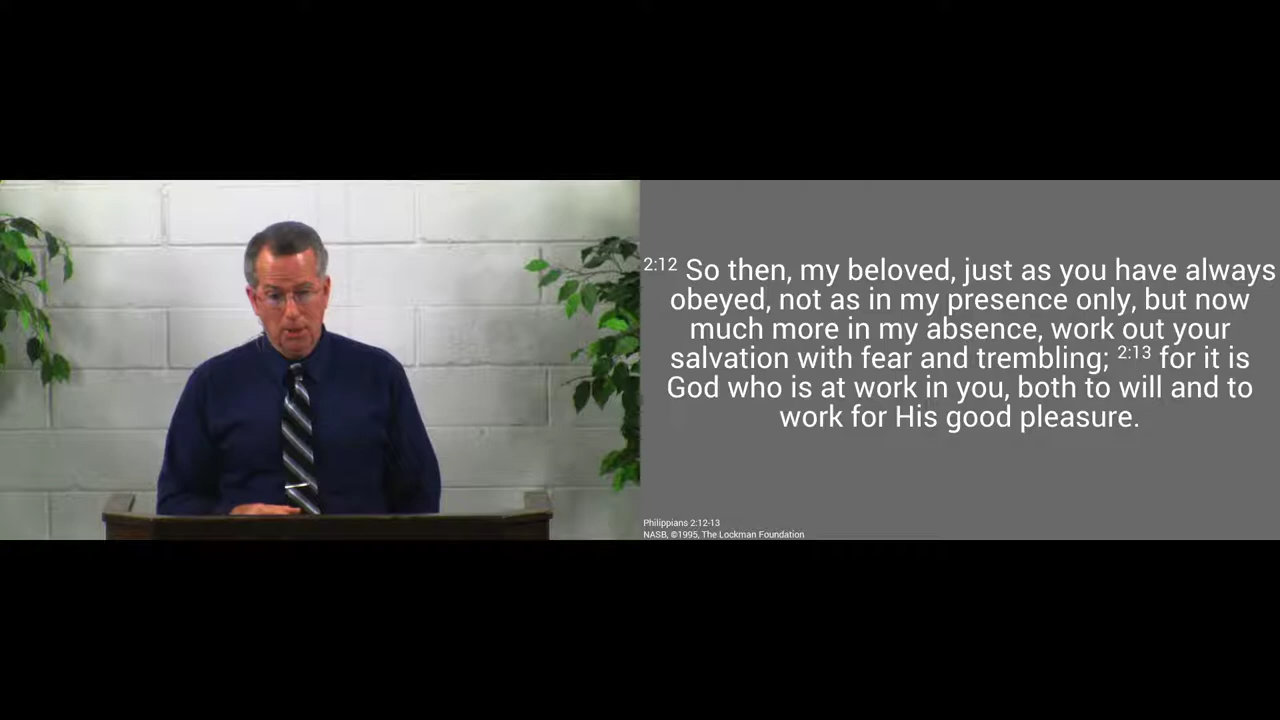 2:12 So then, my beloved, just as you have always
obeyed, not as in my presence only, but now
much more in my absence, work out your
salvation with fear and trembling; 2:13 for it is
God who is at work in you, both to will and to
work for His good pleasure.
Philippians 2:12-13
NASB, ©1995, The Lockman Foundation